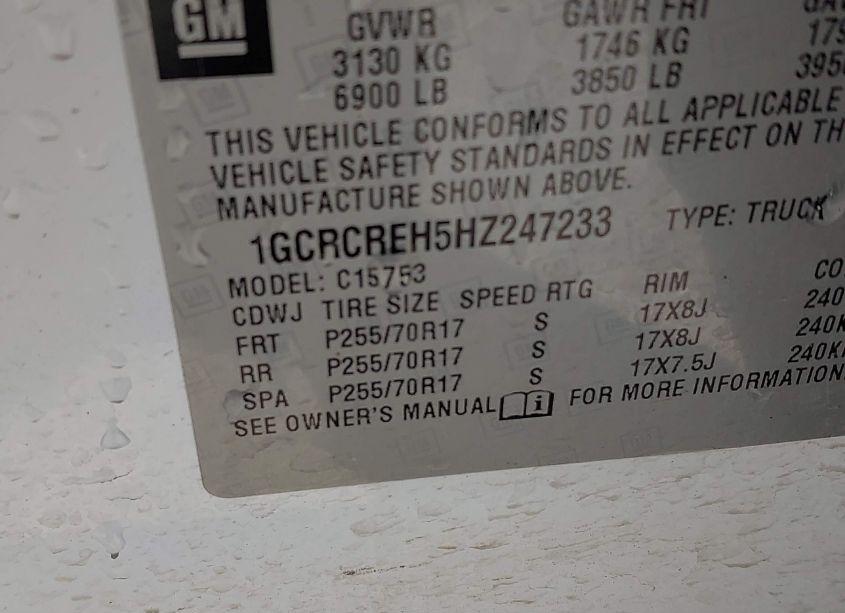 GM
GVWR GAWR FRT
3130 KG 1746 KG
6900 LB 3850 LB
THIS VEHICLE CONFORMS TO ALL APPLICABLE
VEHICLE SAFETY STANDARDS IN EFFECT ON
MANUFACTURE SHOWN ABOVE.
1GCRCREH5HZ247233 TYPE: TRUCK
MODEL: C15753
CDWJ TIRE SIZE SPEED RTG RIM
FRT P255/70R17 S 17X8J
RR P255/70R17 S 17X8J
SPA P255/70R17 S 17X7.5J
SEE OWNER'S MANUAL FOR MORE INFORMATION